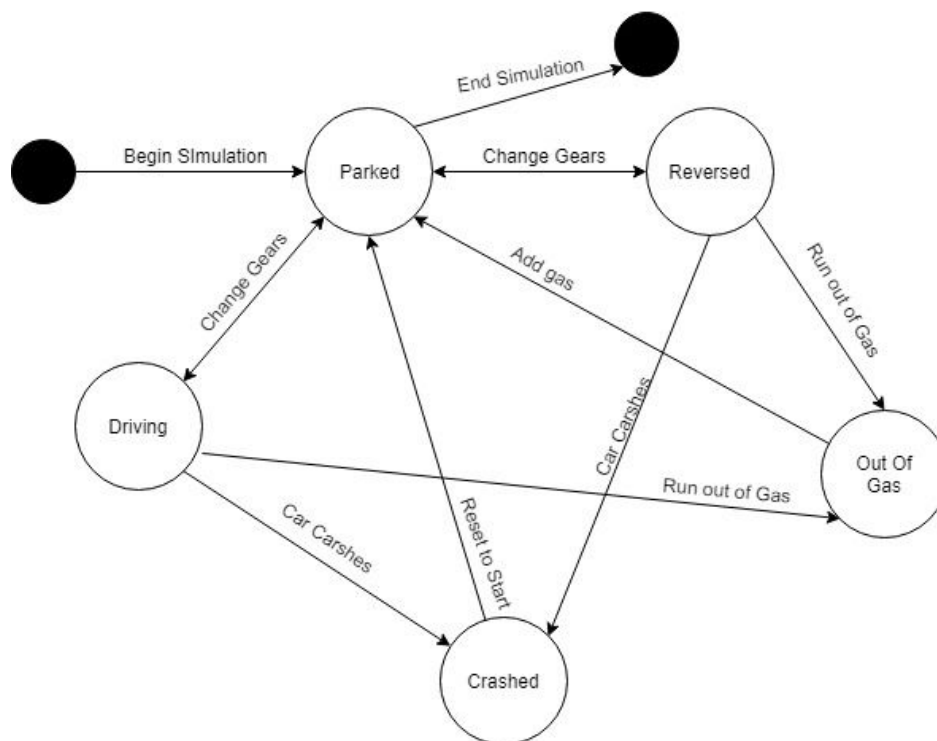 End Simulation
Begin SImulation
Parked
Change Gears
Reversed
Change Gears
Add gas
Run out of Gas
Driving
Car Carshes
Out Of
Gas
Run out of Gas
Car Carshes
Reset to Start
Crashed